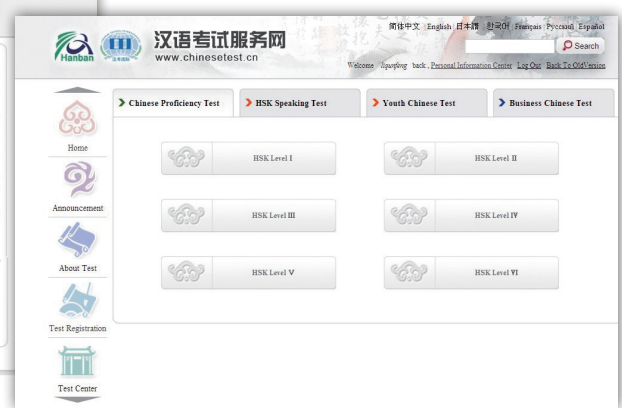 简体中文 English 日本語 한국어 Français Русский Español
Hanban
汉语考试服务网
www.chinesetest.cn
Search
Welcome liqunfeng back , Personal Information Center Log Out Back To OldVersion
Chinese Proficiency Test
HSK Speaking Test
Youth Chinese Test
Business Chinese Test
Home
Announcement
About Test
Test Registration
Test Center
HSK Level Ⅰ
HSK Level Ⅱ
HSK Level Ⅲ
HSK Level Ⅳ
HSK Level Ⅴ
HSK Level Ⅵ